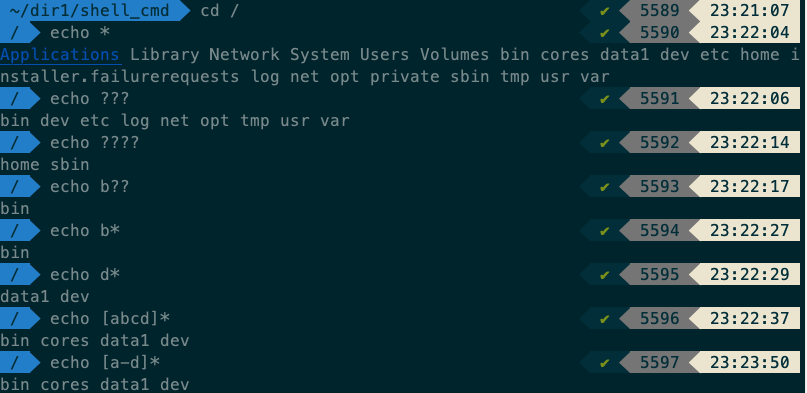 ~/dir1/shell_cmd cd / ✔ 5589 23:21:07
/ echo * ✔ 5590 23:22:04
Applications Library Network System Users Volumes bin cores data1 dev etc home i
nstaller.failurerequests log net opt private sbin tmp usr var
/ echo ??? ✔ 5591 23:22:06
bin dev etc log net opt tmp usr var
/ echo ???? ✔ 5592 23:22:14
home sbin
/ echo b?? ✔ 5593 23:22:17
bin
/ echo b* ✔ 5594 23:22:27
bin
/ echo d* ✔ 5595 23:22:29
data1 dev
/ echo [abcd]* ✔ 5596 23:22:37
bin cores data1 dev
/ echo [a-d]* ✔ 5597 23:23:50
bin cores data1 dev